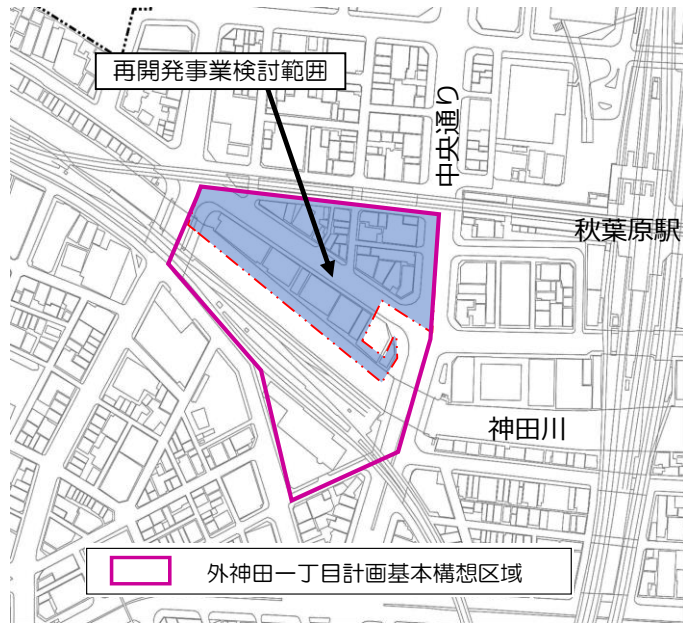 再開発事業検討範囲
中央通り
秋葉原駅
神田川
外神田一丁目計画基本構想区域